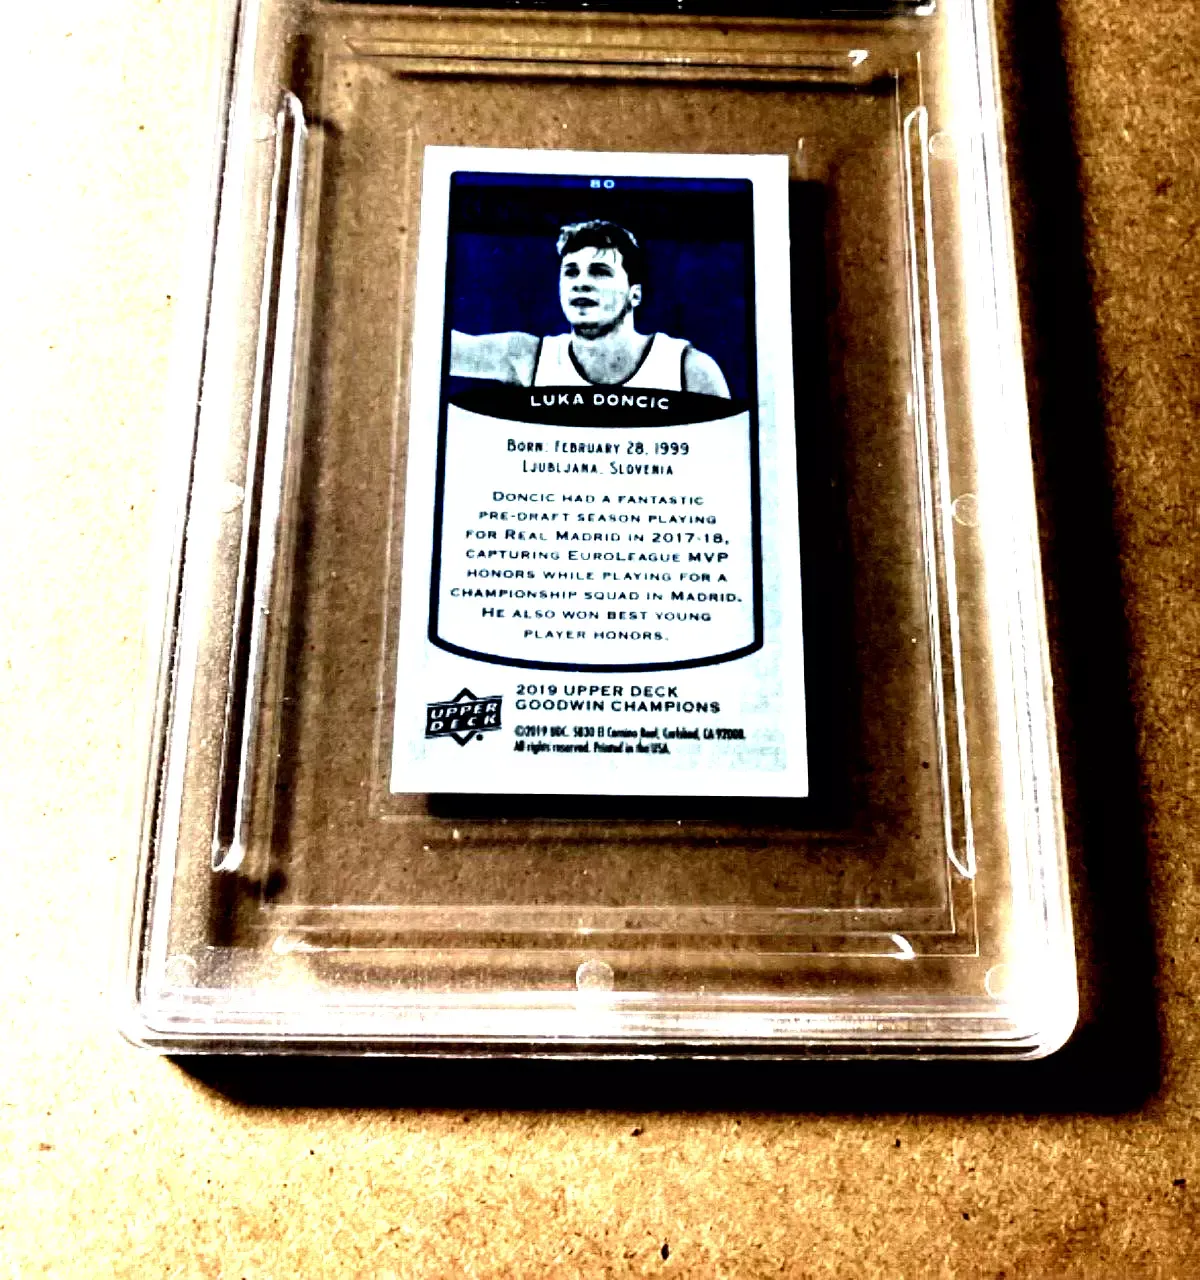 80
LUKA DONCIC
BORN: FEBRUARY 28, 1999
LJUBLJANA, SLOVENIA
DONCIC HAD A FANTASTIC
PRE-DRAFT SEASON PLAYING
FOR REAL MADRID IN 2017-18,
CAPTURING EUROLEAGUE MVP
HONORS WHILE PLAYING FOR A
CHAMPIONSHIP SQUAD IN MADRID.
HE ALSO WON BEST YOUNG
PLAYER HONORS.
UPPER
DECK
2019 UPPER DECK
GOODWIN CHAMPIONS
©2019 UDC. 5830 El Camino Real, Carlsbad, CA 92008.
All rights reserved. Printed in the USA.